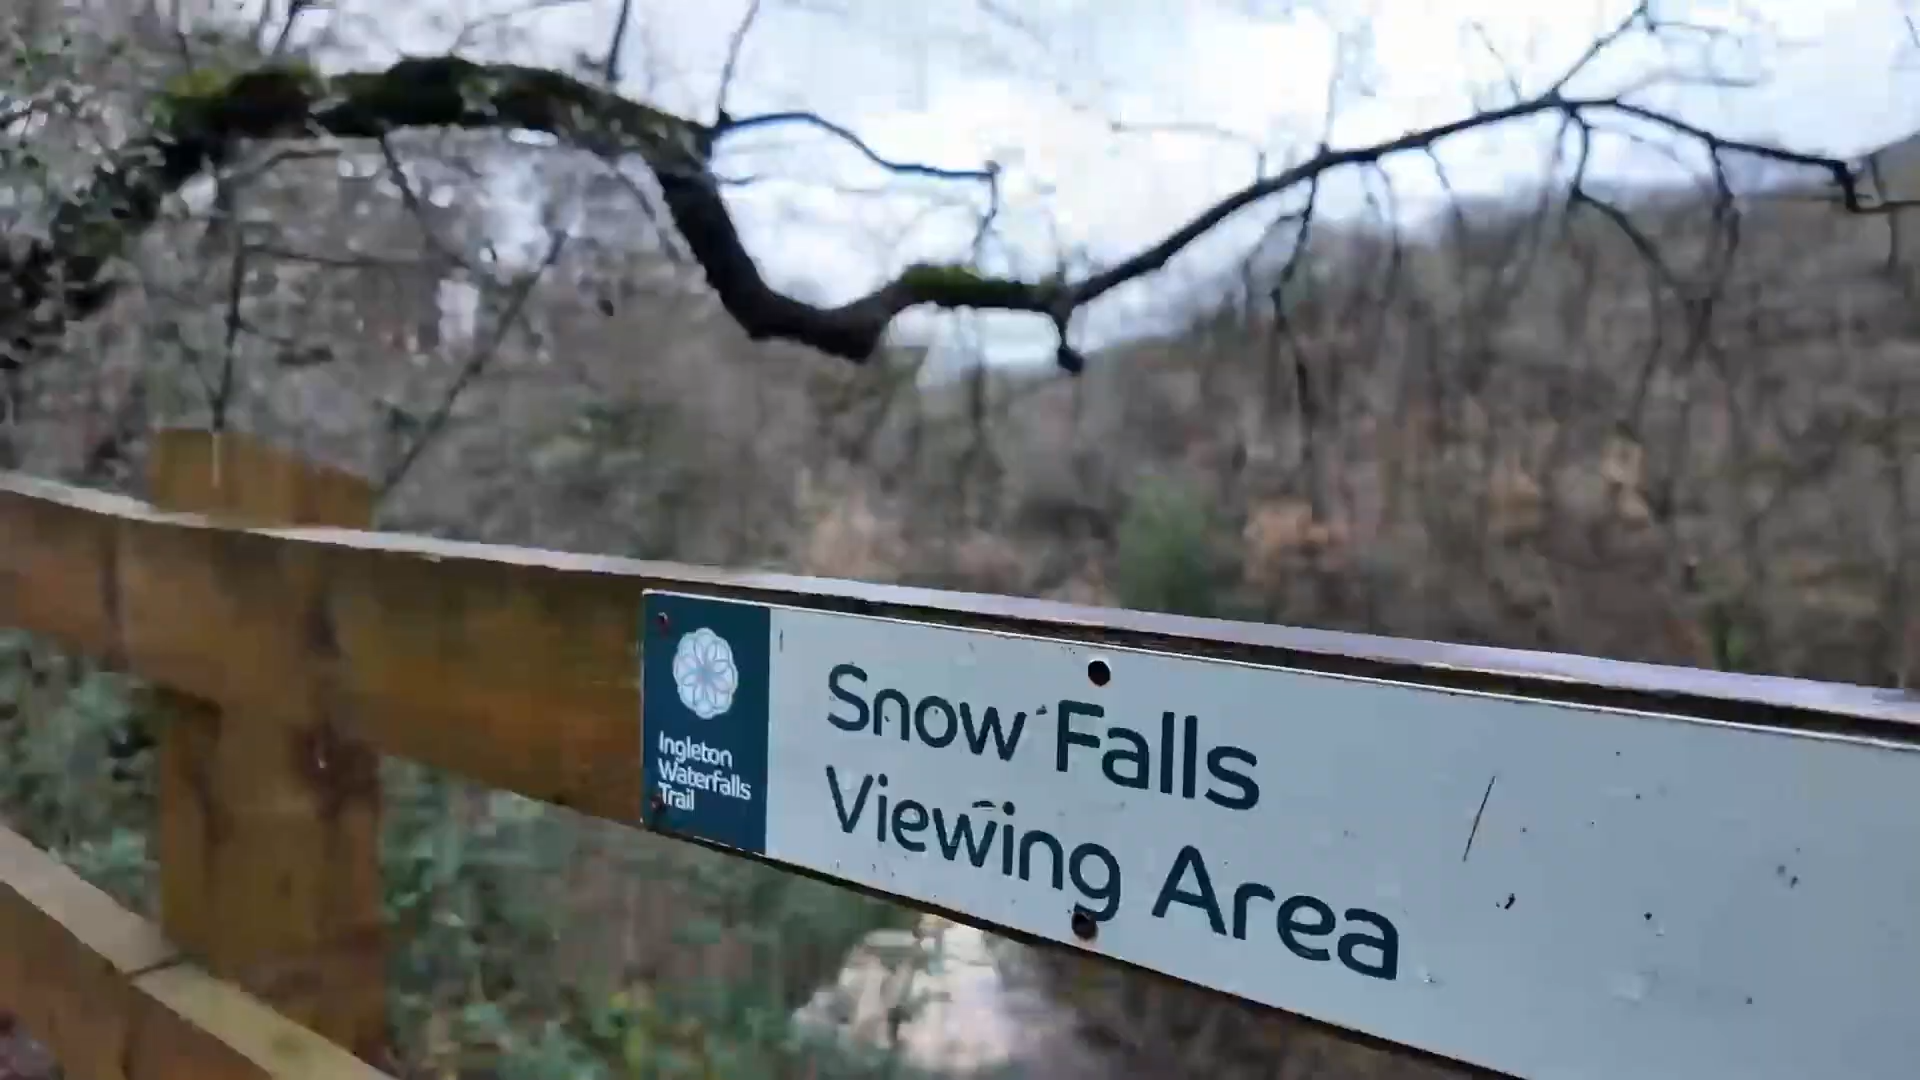 Ingleton
Waterfalls
Trail
Snow Falls
Viewing Area